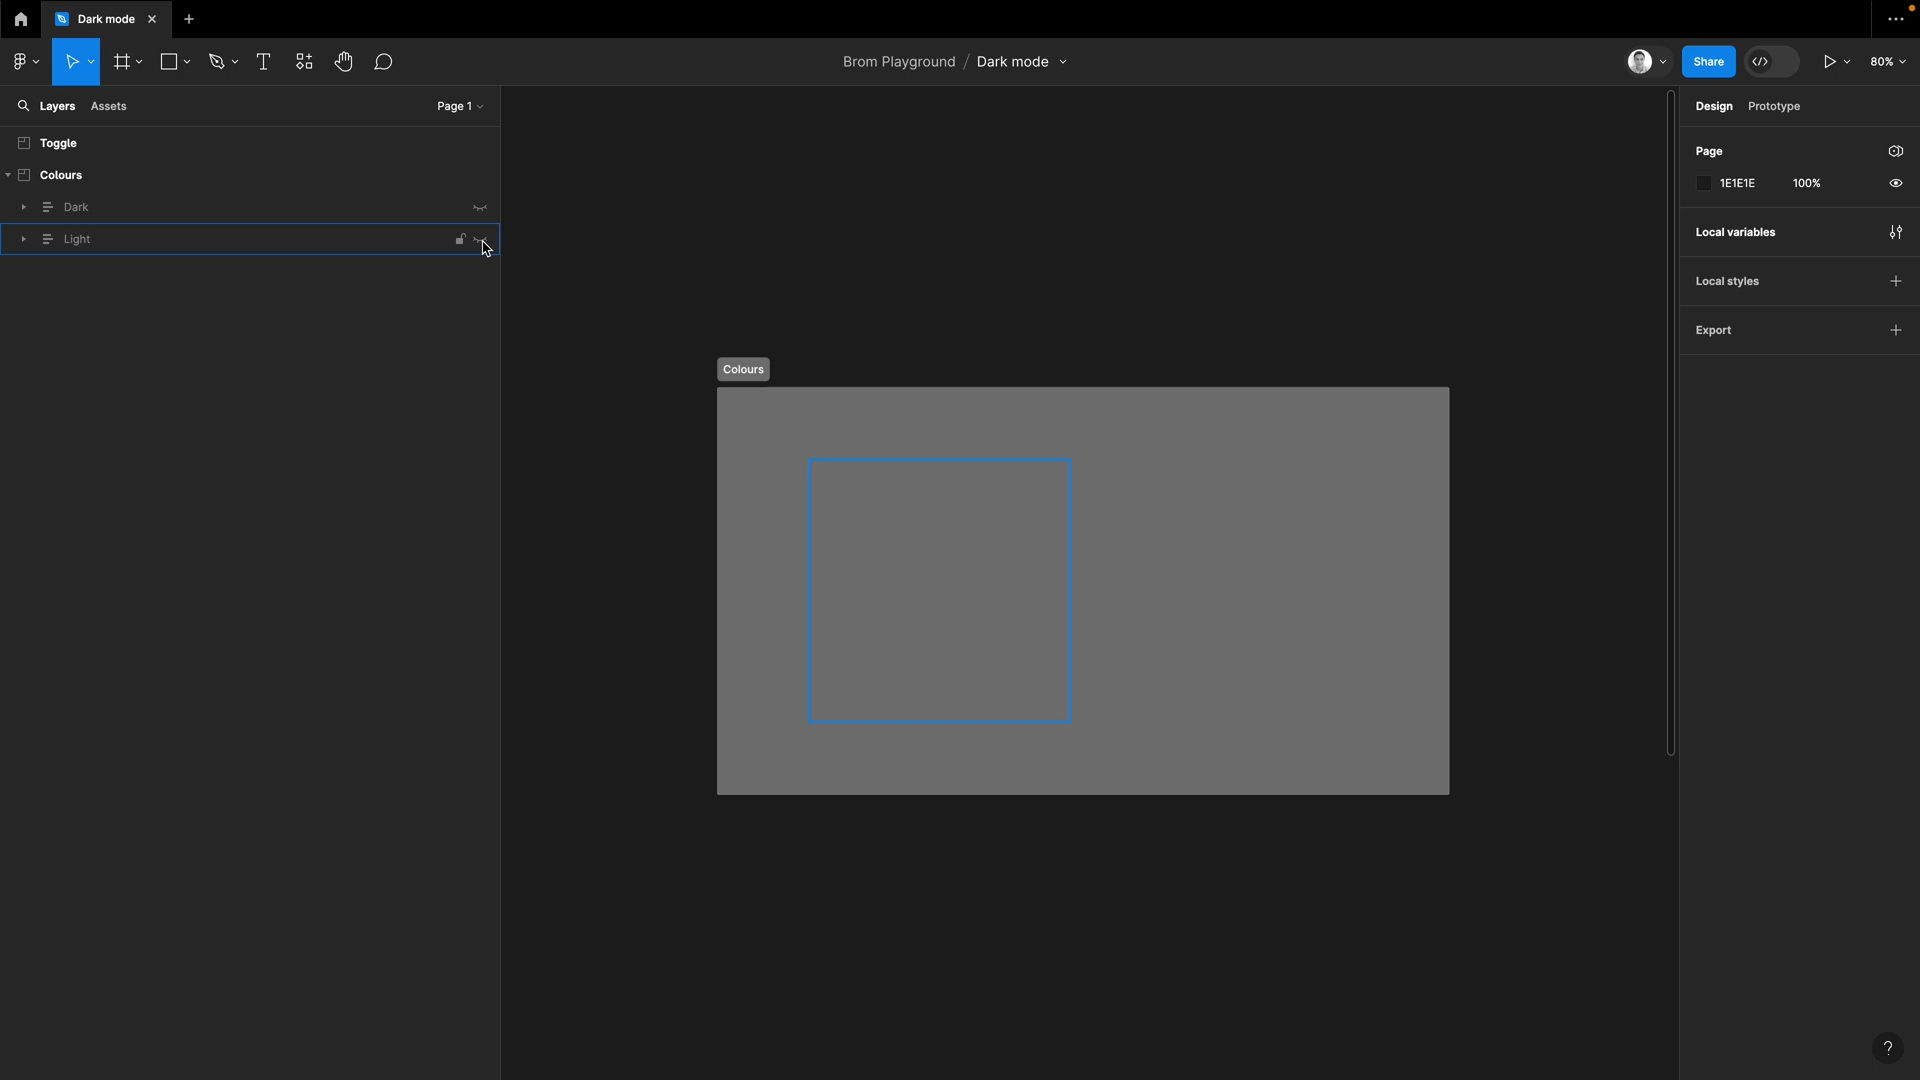 Dark mode
Brom Playground / Dark mode
Share
80%
Layers
Assets
Page 1
Toggle
Colours
Dark
Light
Colours
Design
Prototype
Page
1E1E1E
100%
Local variables
Local styles
Export
?